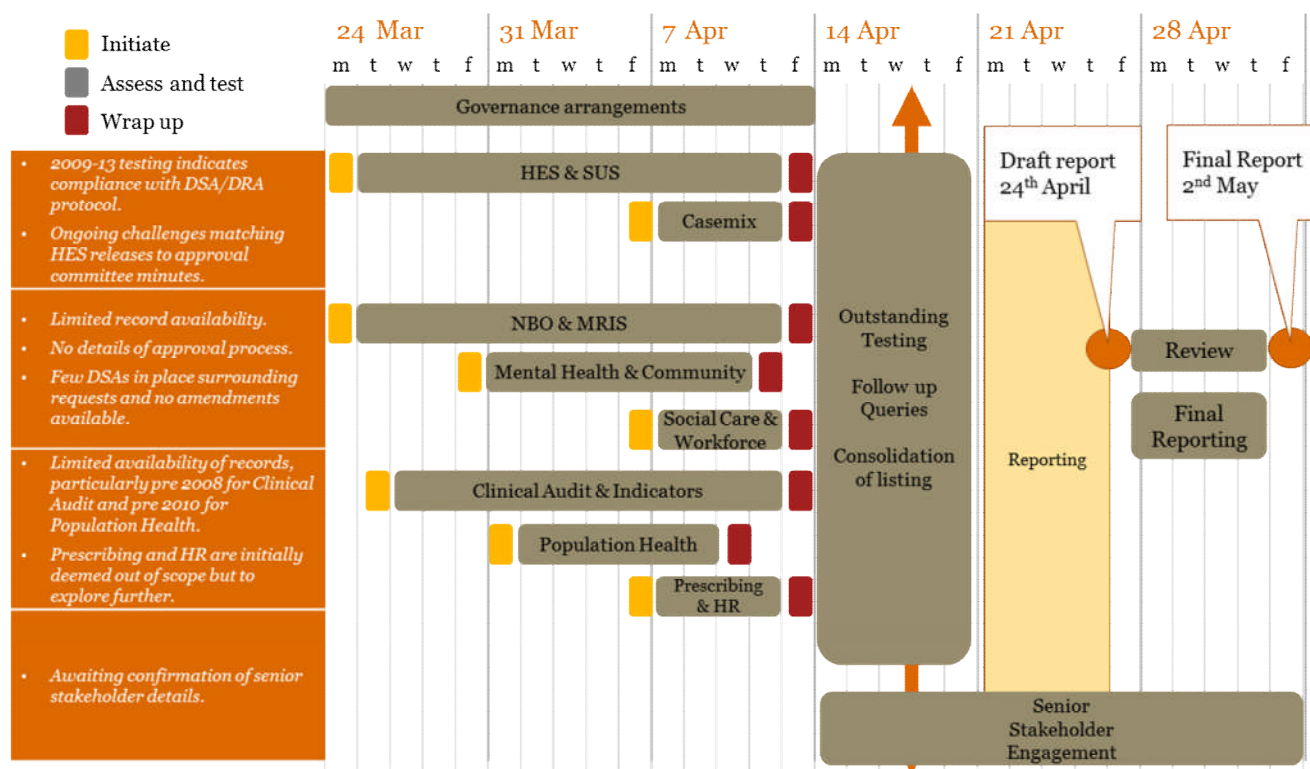 Initiate
Assess and test
Wrap up
24 Mar
31 Mar
7 Apr
14 Apr
21 Apr
28 Apr
m t w t f
m t w t f
m t w t f
m t w t f
m t w t f
m t w t f
Governance arrangements
• 2009-13 testing indicates
compliance with DSA/DRA
protocol.
• Ongoing challenges matching
HES releases to approval
committee minutes.
HES & SUS
Casemix
• Limited record availability.
• No details of approval process.
• Few DSAs in place surrounding
requests and no amendments
available.
NBO & MRIS
Mental Health & Community
Social Care &
Workforce
• Limited availability of records,
particularly pre 2008 for Clinical
Audit and pre 2010 for
Population Health.
• Prescribing and HR are initially
deemed out of scope but to
explore further.
Clinical Audit & Indicators
Population Health
Prescribing
& HR
• Awaiting confirmation of senior
stakeholder details.
Outstanding
Testing
Follow up
Queries
Consolidation
of listing
Draft report
24th April
Final Report
2nd May
Reporting
Review
Final
Reporting
Senior
Stakeholder
Engagement